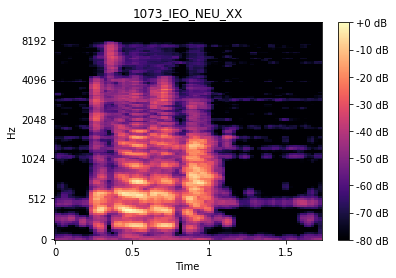 1073_IEO_NEU_XX
8192
4096
2048
1024
512
0
Hz
0
0.5
1
1.5
Time
+0 dB
-10 dB
-20 dB
-30 dB
-40 dB
-50 dB
-60 dB
-70 dB
-80 dB